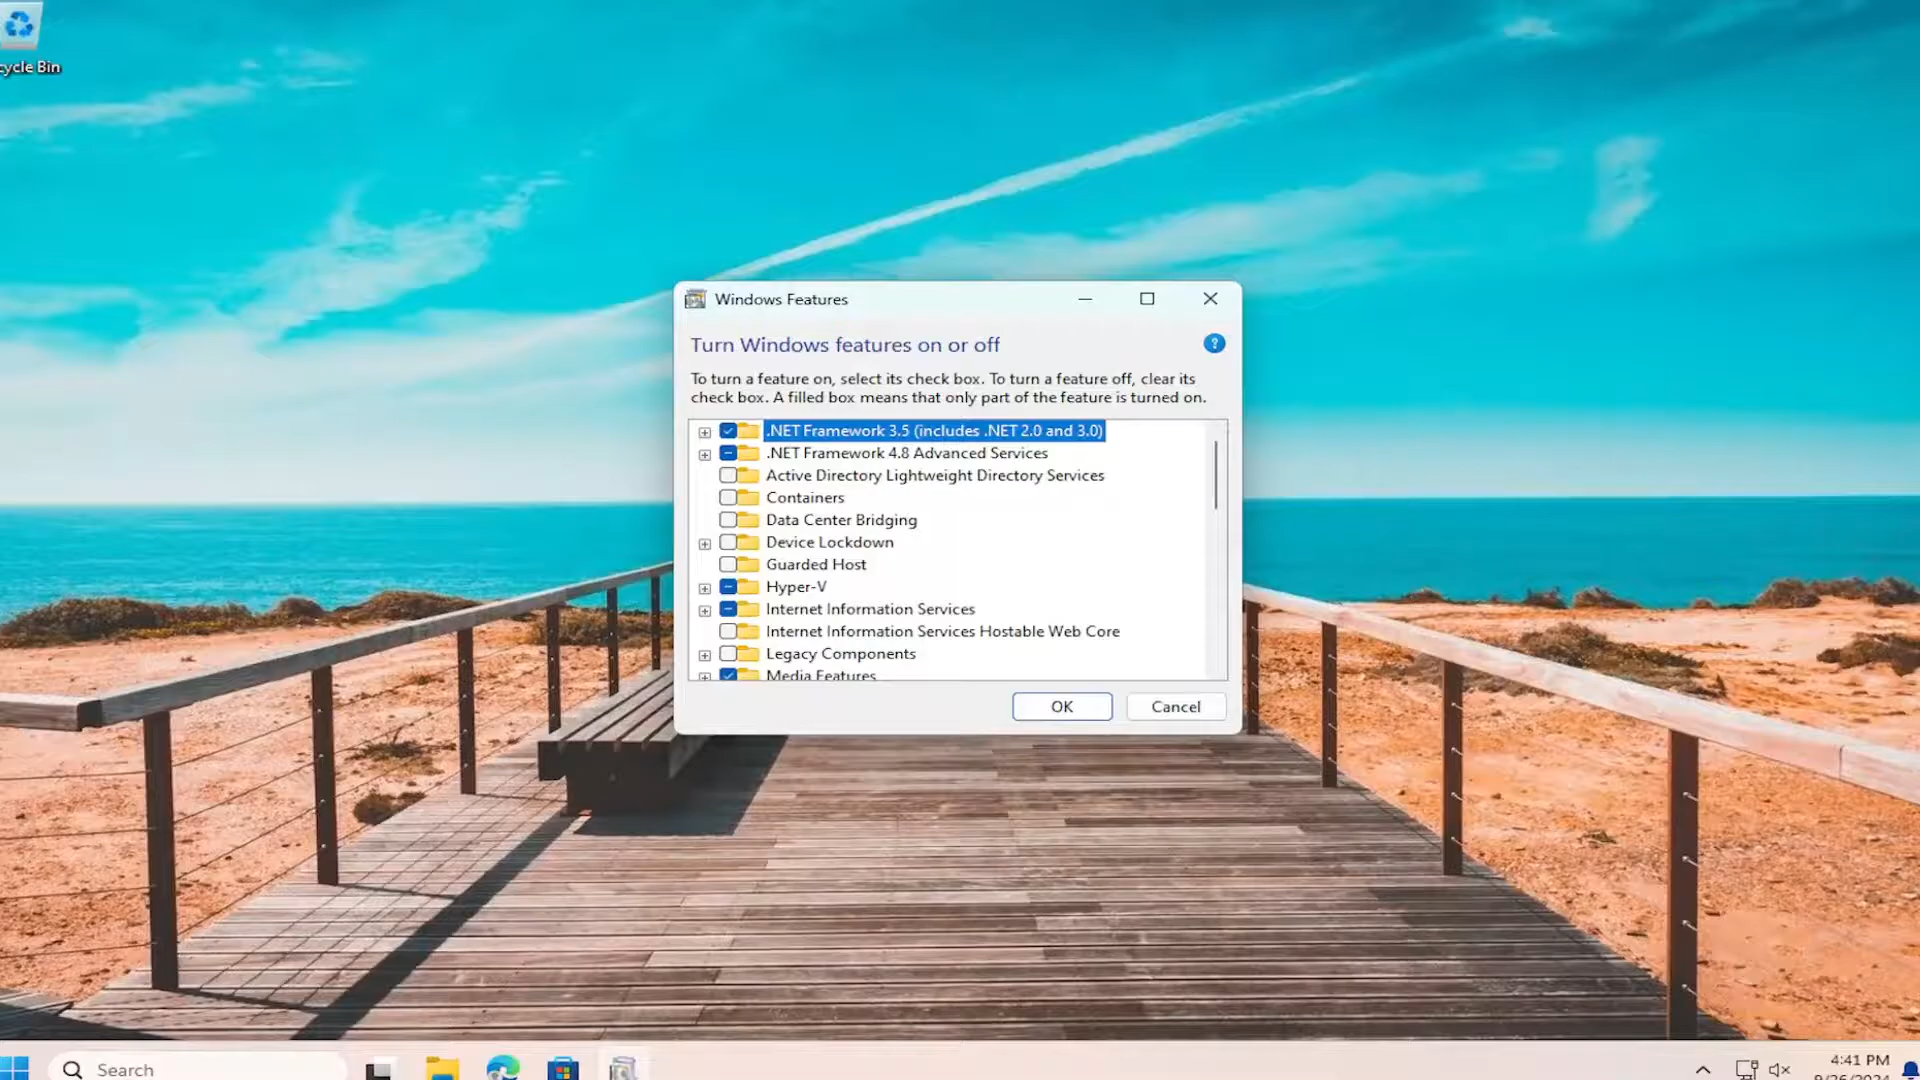 cycle Bin
Windows Features
Turn Windows features on or off
?
To turn a feature on, select its check box. To turn a feature off, clear its
check box. A filled box means that only part of the feature is turned on.
.NET Framework 3.5 (includes .NET 2.0 and 3.0)
.NET Framework 4.8 Advanced Services
Active Directory Lightweight Directory Services
Containers
Data Center Bridging
Device Lockdown
Guarded Host
Hyper-V
Internet Information Services
Internet Information Services Hostable Web Core
Legacy Components
Media Features
OK
Cancel
Search
4:41 PM
9/26/2024